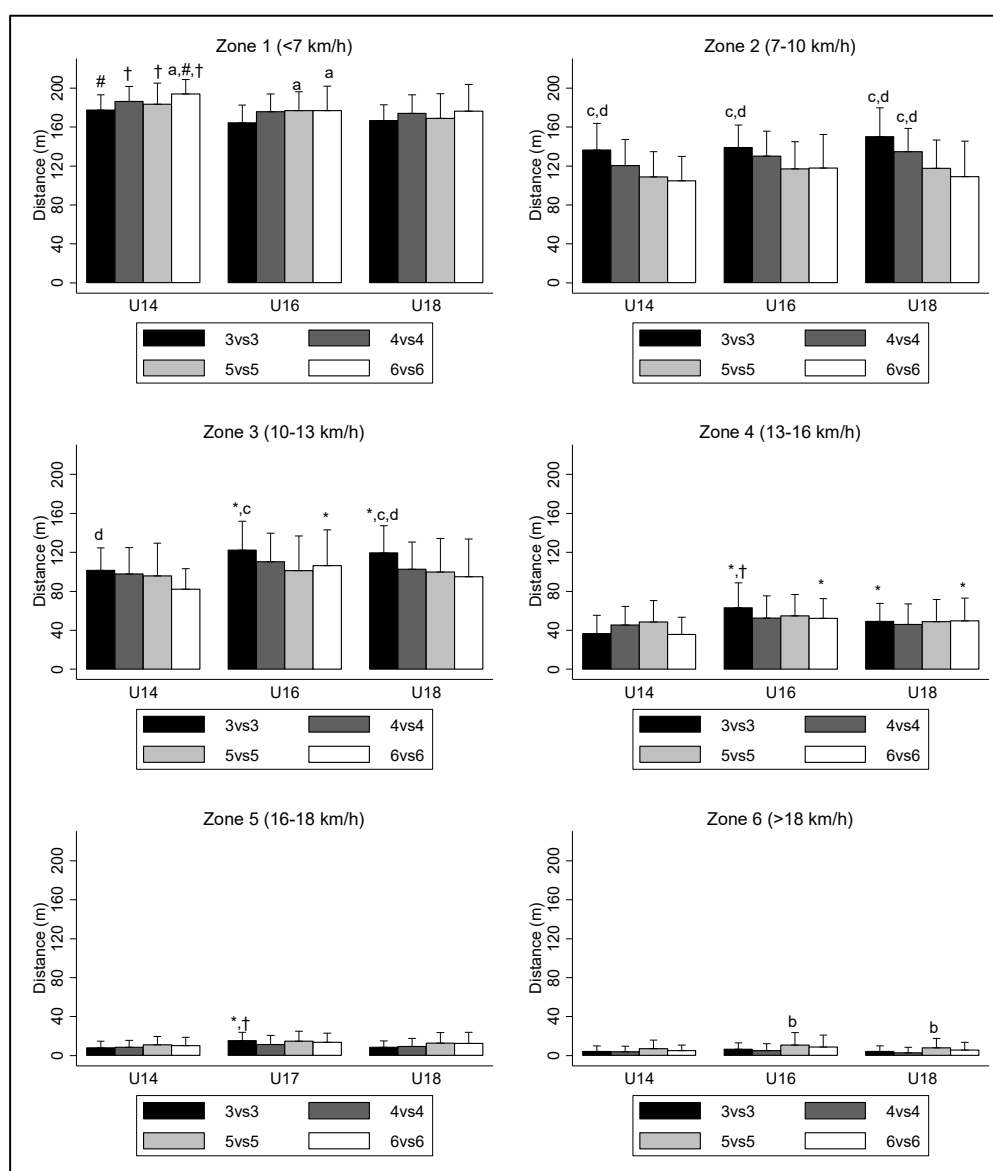 Zone 1 (<7 km/h)
Distance (m)
0 40 80 120 160 200
# † † a,#,† a a
U14 U16 U18
3vs3 4vs4
5vs5 6vs6
Zone 2 (7-10 km/h)
Distance (m)
0 40 80 120 160 200
c,d c,d c,d c,d
U14 U16 U18
3vs3 4vs4
5vs5 6vs6
Zone 3 (10-13 km/h)
Distance (m)
0 40 80 120 160 200
d *,c * *,c,d
U14 U16 U18
3vs3 4vs4
5vs5 6vs6
Zone 4 (13-16 km/h)
Distance (m)
0 40 80 120 160 200
*,† * * *
U14 U16 U18
3vs3 4vs4
5vs5 6vs6
Zone 5 (16-18 km/h)
Distance (m)
0 40 80 120 160 200
*,†
U14 U17 U18
3vs3 4vs4
5vs5 6vs6
Zone 6 (>18 km/h)
Distance (m)
0 40 80 120 160 200
b b
U14 U16 U18
3vs3 4vs4
5vs5 6vs6